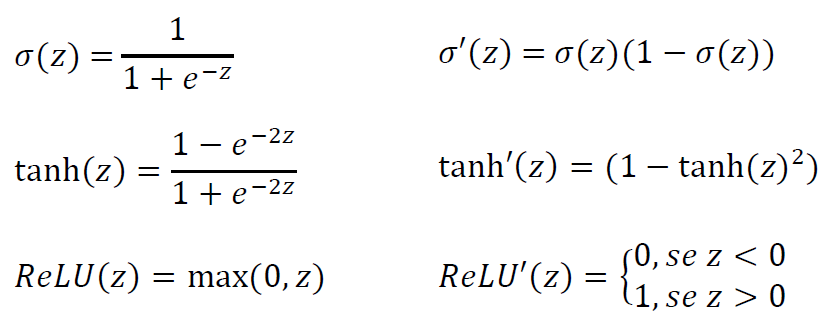 σ(z) = 1 / (1 + e^{−z})
σ′(z) = σ(z)(1 − σ(z))
tanh(z) = (1 − e^{−2z}) / (1 + e^{−2z})
tanh′(z) = (1 − tanh(z)²)
ReLU(z) = max(0, z)
ReLU′(z) = {0, se z < 0
1, se z > 0